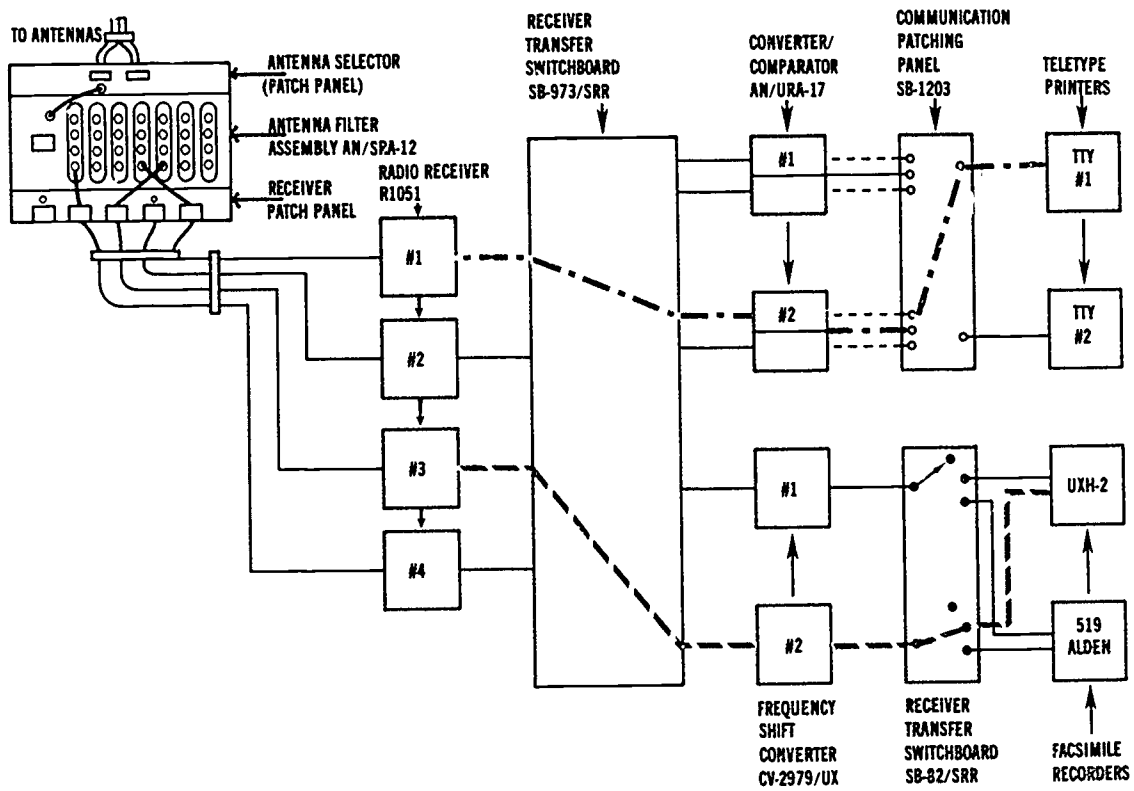 TO ANTENNAS
ANTENNA SELECTOR
(PATCH PANEL)
ANTENNA FILTER
ASSEMBLY AN/SRA-12
RECEIVER
PATCH PANEL
RADIO RECEIVER
R1051
#1
#2
#3
#4
RECEIVER
TRANSFER
SWITCHBOARD
SB-973/SRR
CONVERTER/
COMPARATOR
AN/URA-17
#1
#2
COMMUNICATION
PATCHING
PANEL
SB-1203
TELETYPE
PRINTERS
TTY
#1
TTY
#2
#1
#2
FREQUENCY
SHIFT
CONVERTER
CV-2979/UX
RECEIVER
TRANSFER
SWITCHBOARD
SB-82/SRR
UXH-2
519
ALDEN
FACSIMILE
RECORDERS